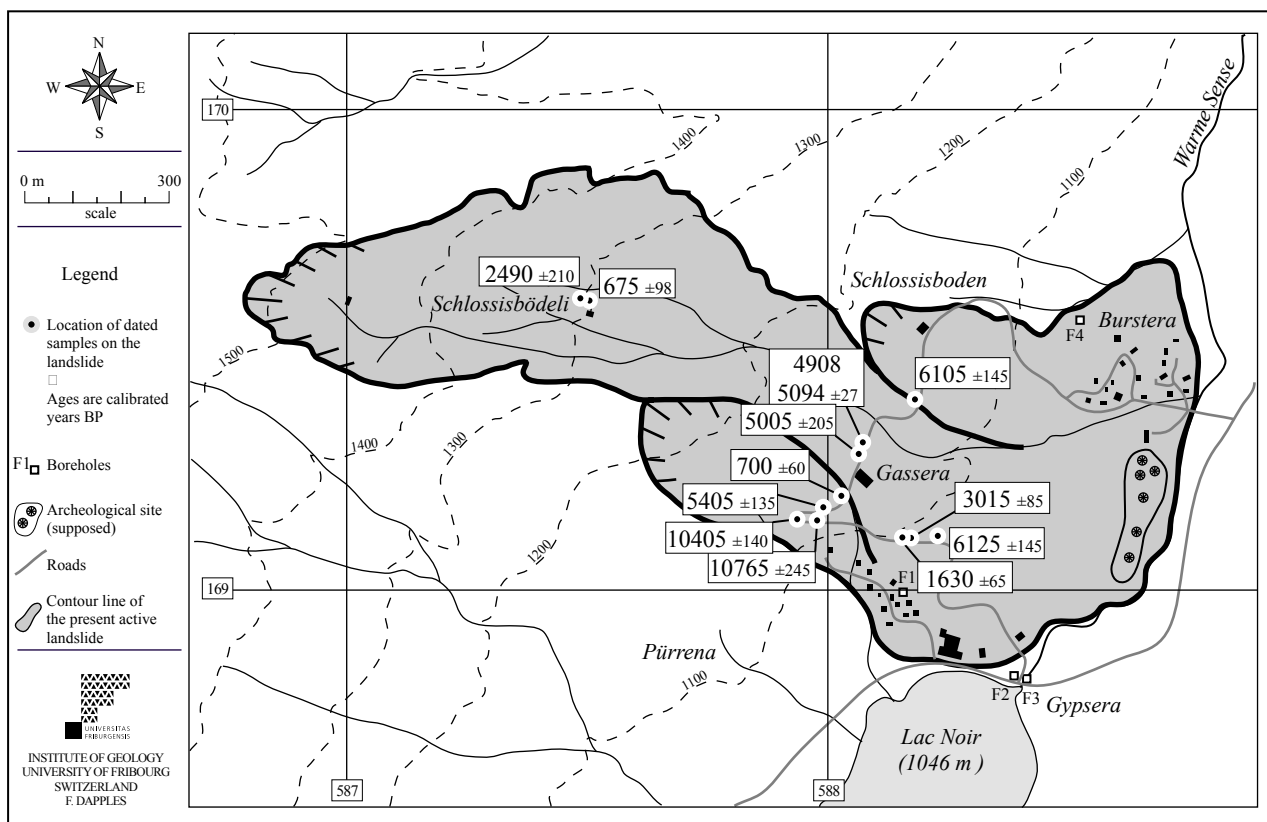 N
W E
S
0 m 300
scale
Legend
Location of dated
samples on the
landslide
Ages are calibrated
years BP
F1 Boreholes
Archeological site
(supposed)
Roads
Contour line of
the present active
landslide
UNIVERSITAS
FRIBURGENSIS
INSTITUTE OF GEOLOGY
UNIVERSITY OF FRIBOURG
SWITZERLAND
F. DAPPLES
170
169
587
588
1400
1300
1200
1100
Warme Sense
2490 ±210
675 ±98
Schlossisbödeli
Schlossisboden
Burstera
F4
1500
1400
1300
1200
1100
4908
5094 ±27
5005 ±205
6105 ±145
Gassera
700 ±60
5405 ±135
10405 ±140
10765 ±245
3015 ±85
6125 ±145
1630 ±65
F1
Pürrena
F2
F3
Gypsera
Lac Noir
(1046 m )